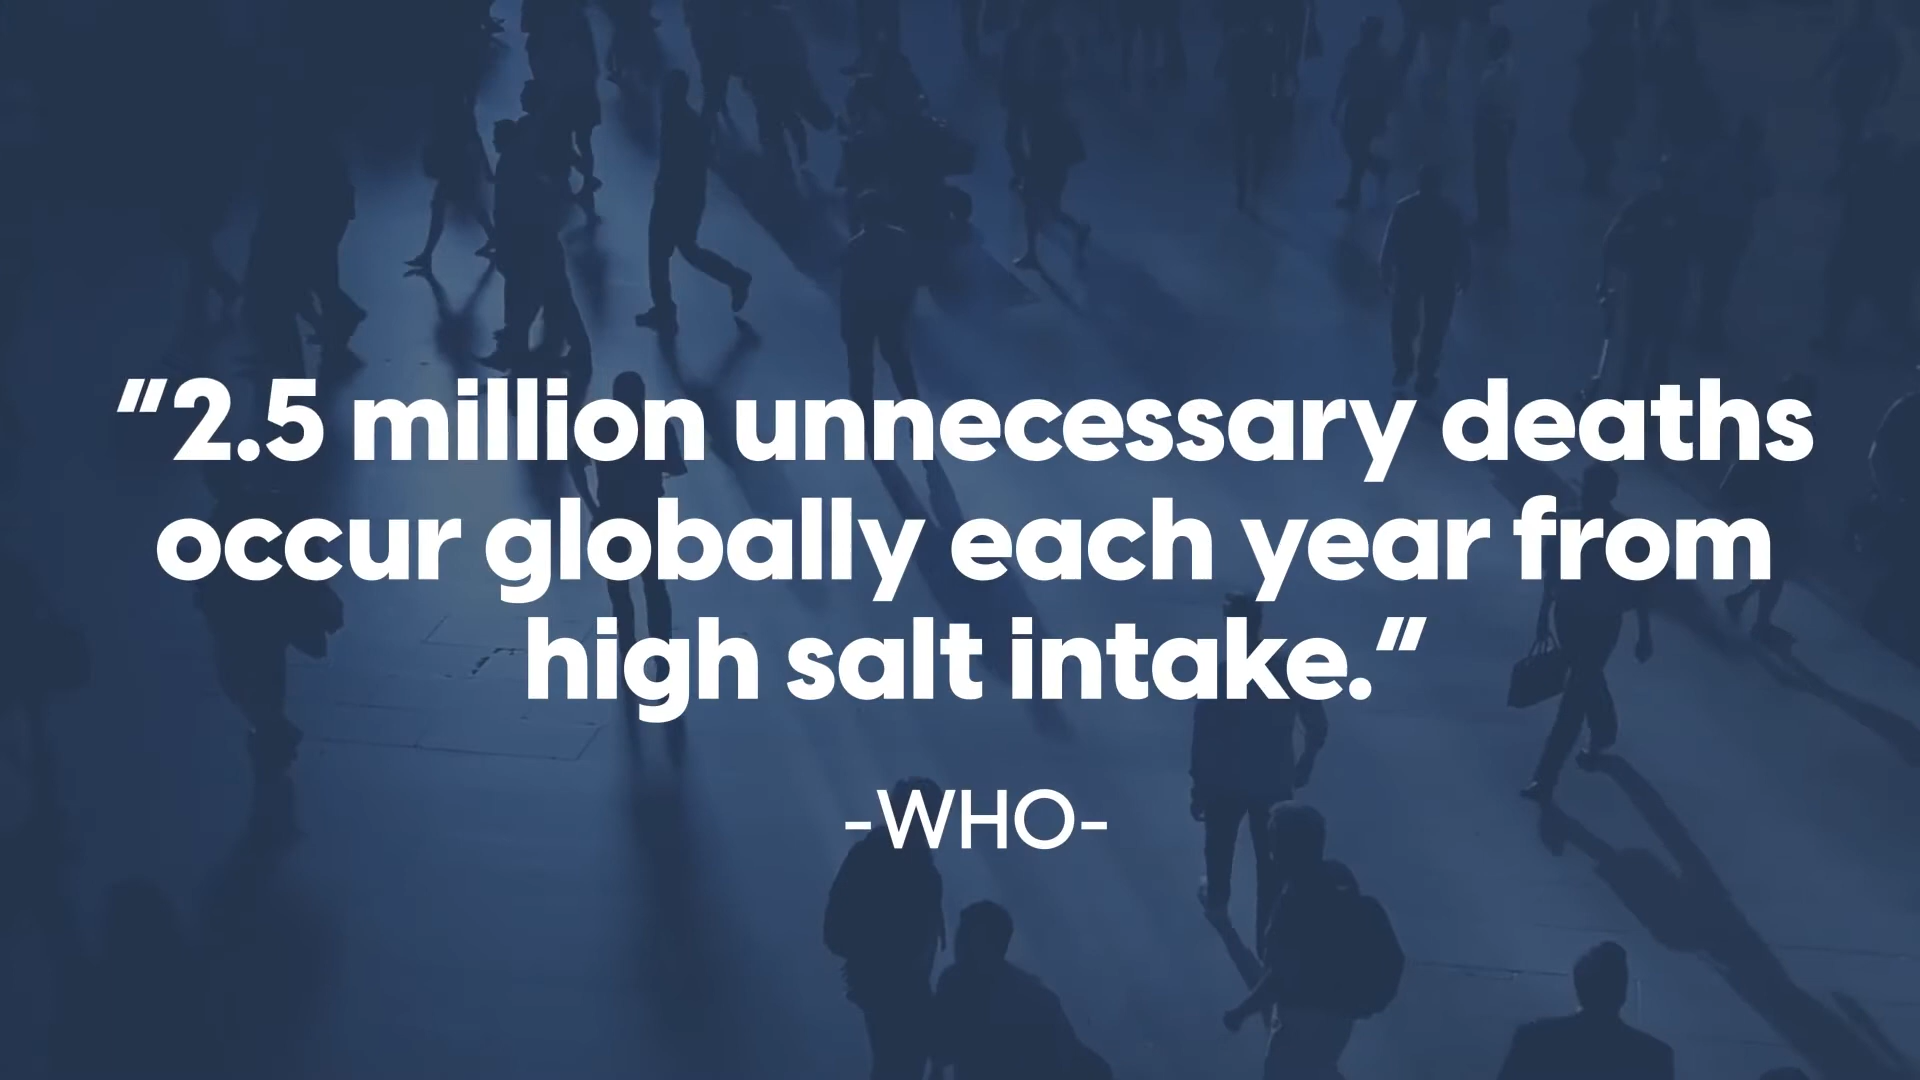 "2.5 million unnecessary deaths
occur globally each year from
high salt intake."
-WHO-